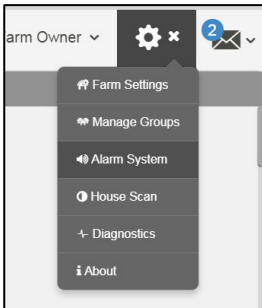 arm Owner
2
Farm Settings
Manage Groups
Alarm System
House Scan
Diagnostics
About